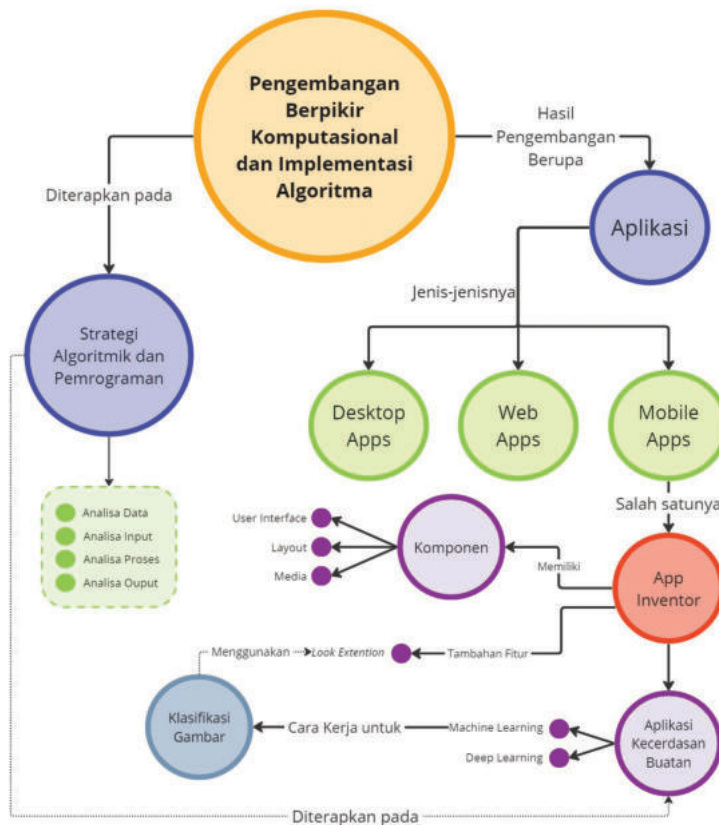 Pengembangan
Berpikir
Komputasional
dan Implementasi
Algoritma
Hasil
Pengembangan
Berupa
Diterapkan pada
Aplikasi
Jenis-jenisnya
Strategi
Algoritmik dan
Pemrograman
Desktop
Apps
Web
Apps
Mobile
Apps
Analisa Data
Analisa Input
Analisa Proses
Analisa Ouput
Salah satunya
User Interface
Layout
Media
Komponen
Memiliki
App
Inventor
Menggunakan
Look Extention
Tambahan Fitur
Klasifikasi
Gambar
Cara Kerja untuk
Machine Learning
Deep Learning
Aplikasi
Kecerdasan
Buatan
Diterapkan pada